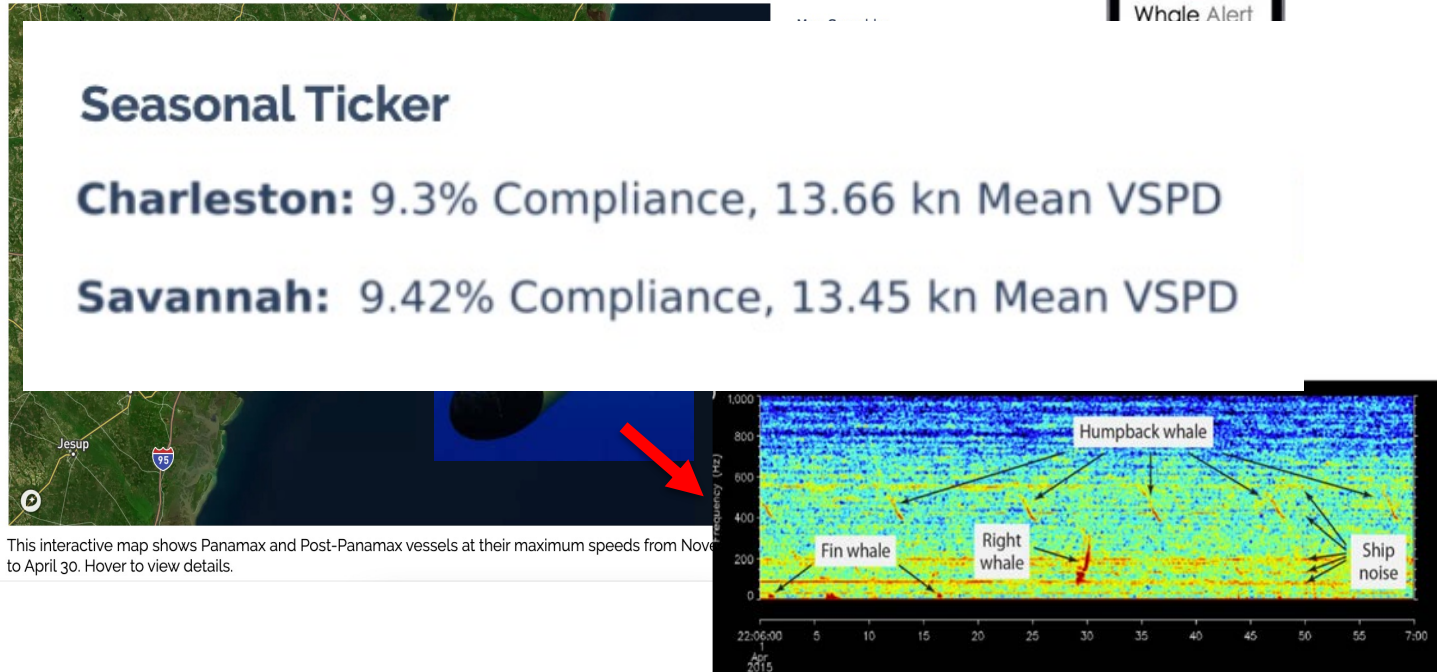 Whale Alert
Seasonal Ticker
Charleston: 9.3% Compliance, 13.66 kn Mean VSPD
Savannah:  9.42% Compliance, 13.45 kn Mean VSPD
Jesup
95
This interactive map shows Panamax and Post-Panamax vessels at their maximum speeds from Nove
to April 30. Hover to view details.
Frequency (Hz)
1,000
800
600
400
200
0
Humpback whale
Fin whale
Right
whale
Ship
noise
22:06:00 5 10 15 20 25 30 35 40 45 50 55 7:00
1
Apr
2015